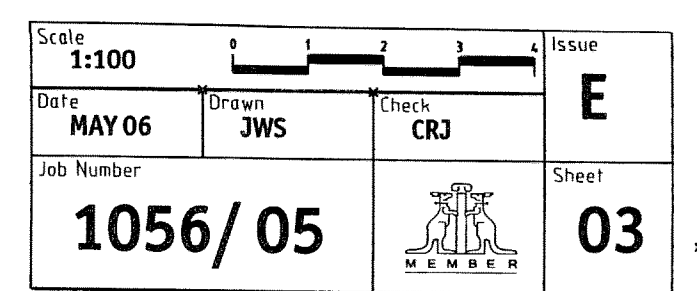 Scale
1:100
0 1 2 3 4
Issue
E
Date
MAY 06
Drawn
JWS
Check
CRJ
Job Number
1056/05
MEMBER
Sheet
03